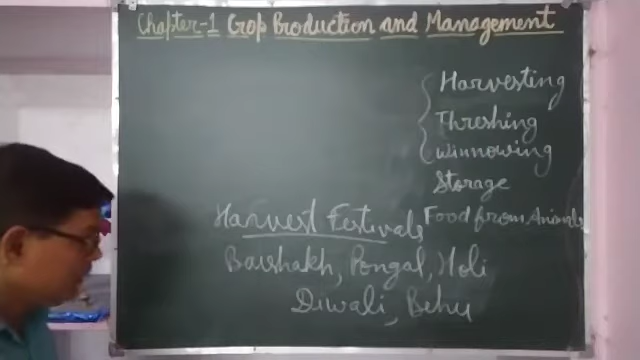 Chapter-1 Crop Production and Management
Harvesting
Threshing
Winnowing
Storage
Food from Animals
Harvest Festivals
Baishakh, Pongal, Holi
Diwali, Bihu